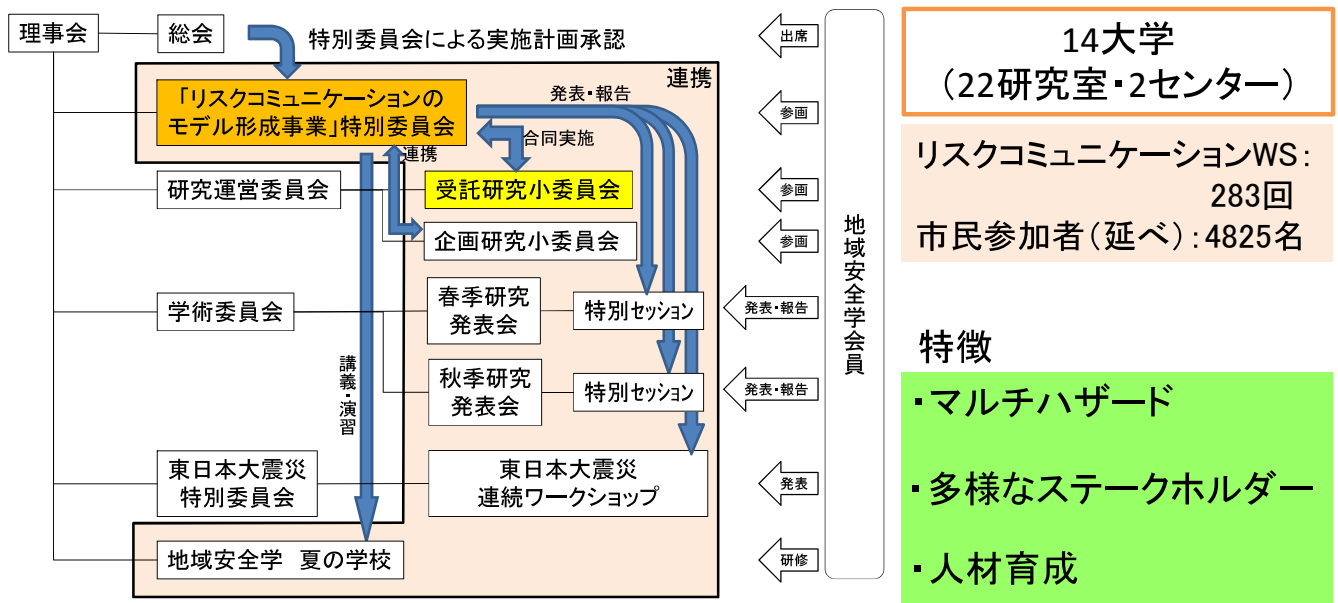 理事会
総会
特別委員会による実施計画承認
連携
「リスクコミュニケーションの
モデル形成事業」特別委員会
発表・報告
合同実施
連携
研究運営委員会
受託研究小委員会
企画研究小委員会
学術委員会
春季研究
発表会
特別セッション
秋季研究
発表会
特別セッション
講義・演習
東日本大震災
特別委員会
東日本大震災
連続ワークショップ
地域安全学 夏の学校
出席
参画
参画
参画
発表・報告
発表・報告
発表
研修
地域安全学会員
14大学
（22研究室・2センター）
リスクコミュニケーションWS：
283回
市民参加者（延べ）：4825名
特徴
・マルチハザード
・多様なステークホルダー
・人材育成